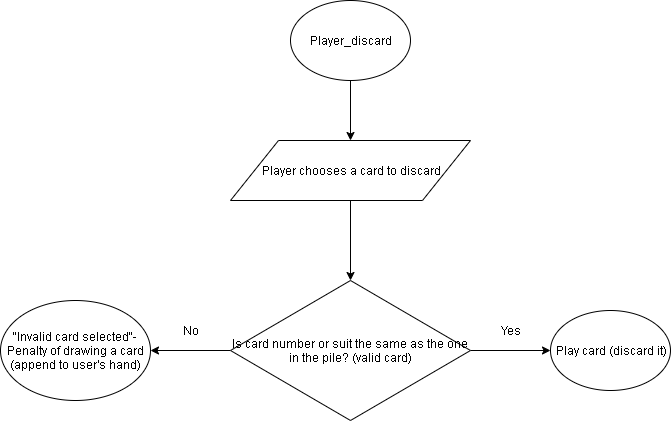 Player_discard
Player chooses a card to discard
Is card number or suit the same as the one
in the pile? (valid card)
No
Yes
"Invalid card selected"-
Penalty of drawing a card
(append to user's hand)
Play card (discard it)